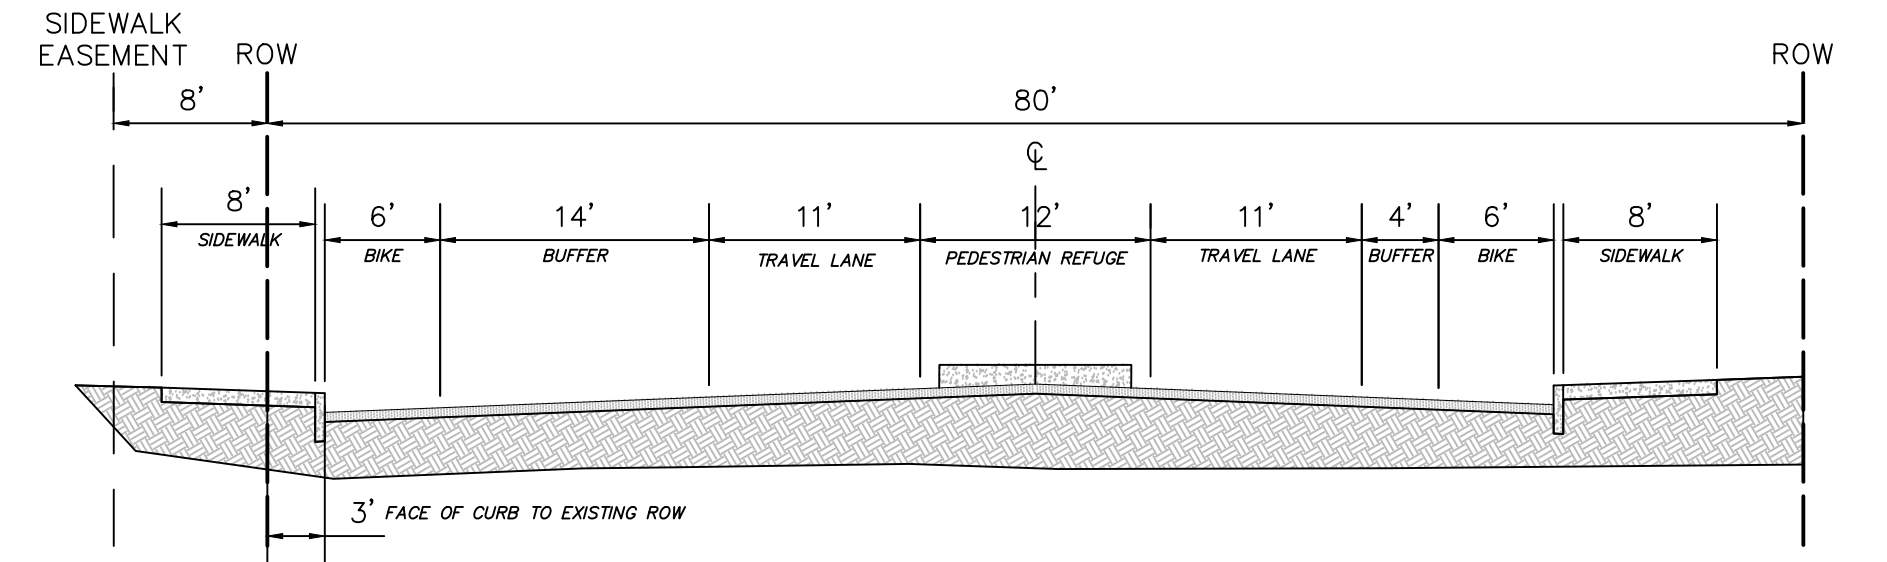 SIDEWALK
EASEMENT
ROW
ROW
8'
80'
℄
8'
6'
14'
11'
12'
11'
4'
6'
8'
SIDEWALK
BIKE
BUFFER
TRAVEL LANE
PEDESTRIAN REFUGE
TRAVEL LANE
BUFFER
BIKE
SIDEWALK
3' FACE OF CURB TO EXISTING ROW